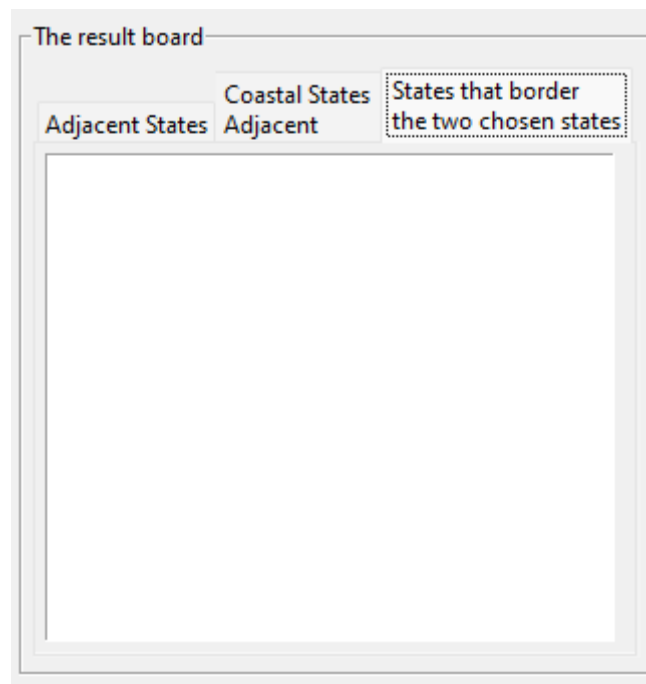 The result board
Adjacent States
Coastal States
Adjacent
States that border
the two chosen states